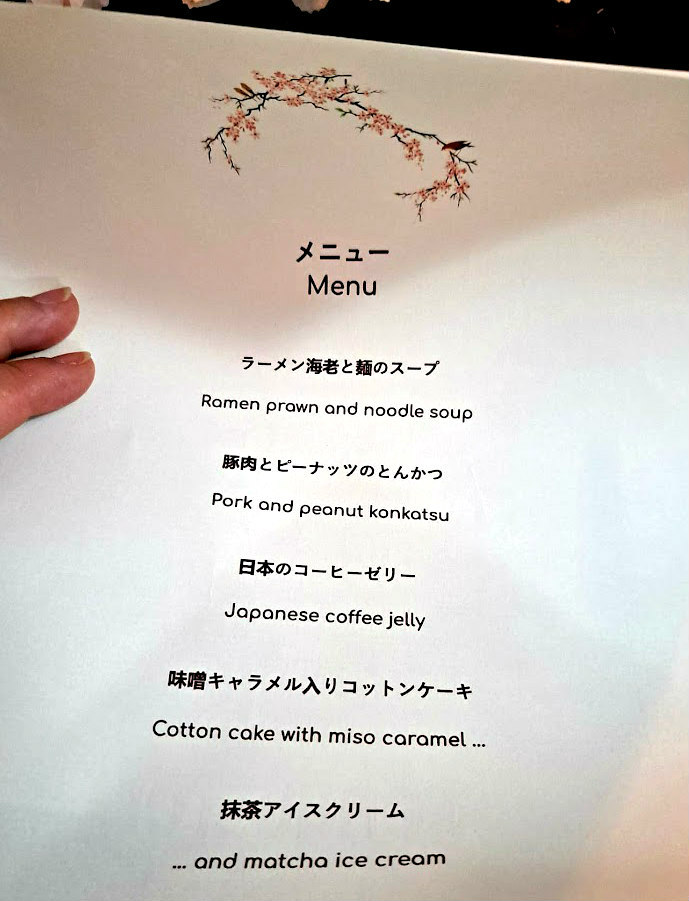 メニュー
Menu
ラーメン海老と麺のスープ
Ramen prawn and noodle soup
豚肉とピーナッツのとんかつ
Pork and peanut konkatsu
日本のコーヒーゼリー
Japanese coffee jelly
味噌キャラメル入りコットンケーキ
Cotton cake with miso caramel ...
抹茶アイスクリーム
... and matcha ice cream